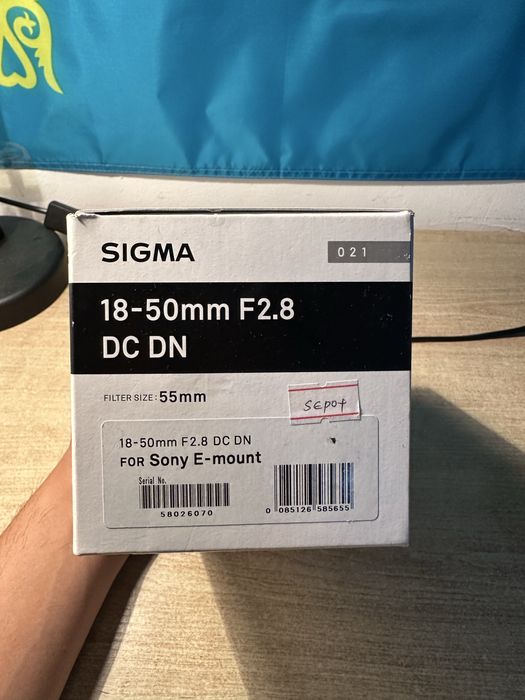 SIGMA
021
18-50mm F2.8
DC DN
FILTER SIZE : 55mm
sepot
18-50mm F2.8 DC DN
FOR Sony E-mount
Serial No.
58026070
0 085126 585655